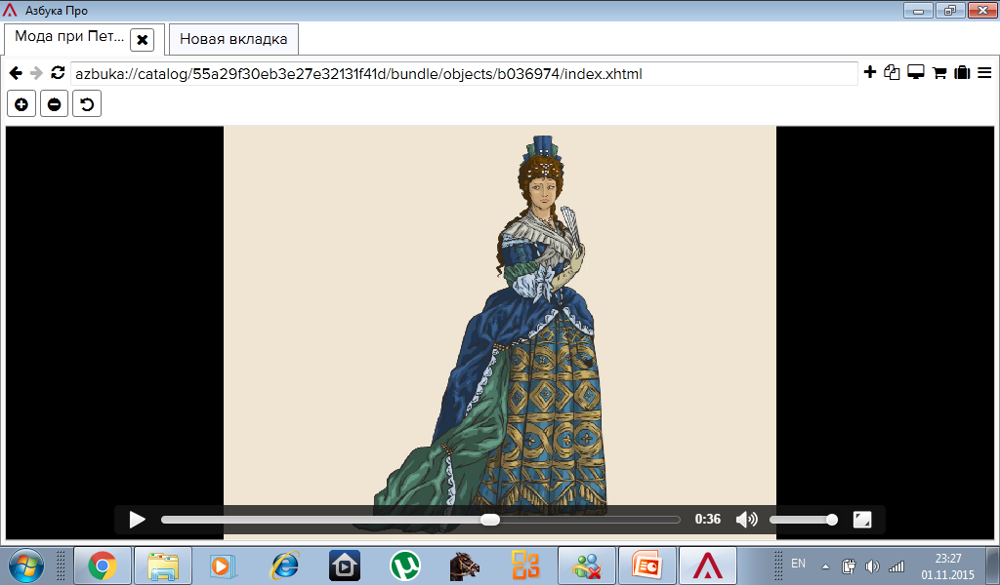 Азбука Про
Мода при Пет...
Новая вкладка
azbuka://catalog/55a29f30eb3e27e32131f41d/bundle/objects/b036974/index.xhtml
0:36
EN
23:27
01.11.2015